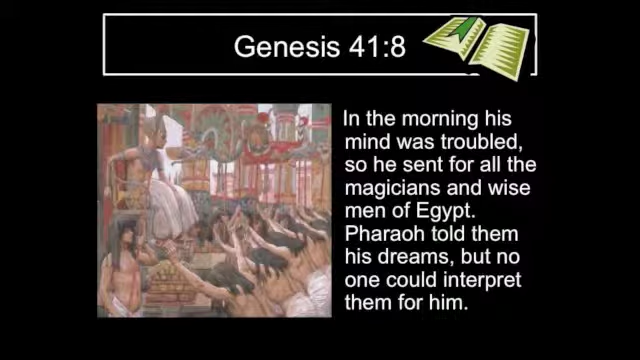 Genesis 41:8
In the morning his
mind was troubled,
so he sent for all the
magicians and wise
men of Egypt.
Pharaoh told them
his dreams, but no
one could interpret
them for him.